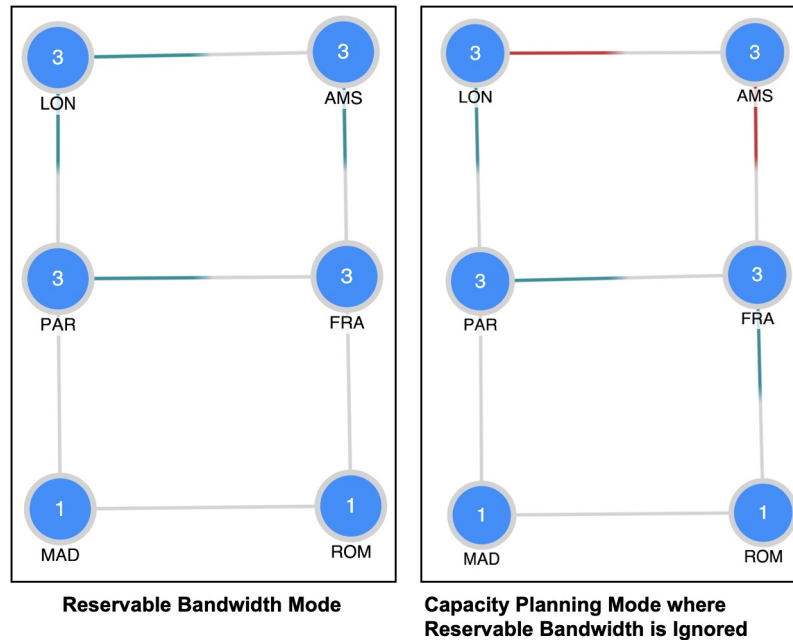 3 3
LON AMS
3 3
PAR FRA
1 1
MAD ROM
Reservable Bandwidth Mode
3 3
LON AMS
3 3
PAR FRA
1 1
MAD ROM
Capacity Planning Mode where
Reservable Bandwidth is Ignored